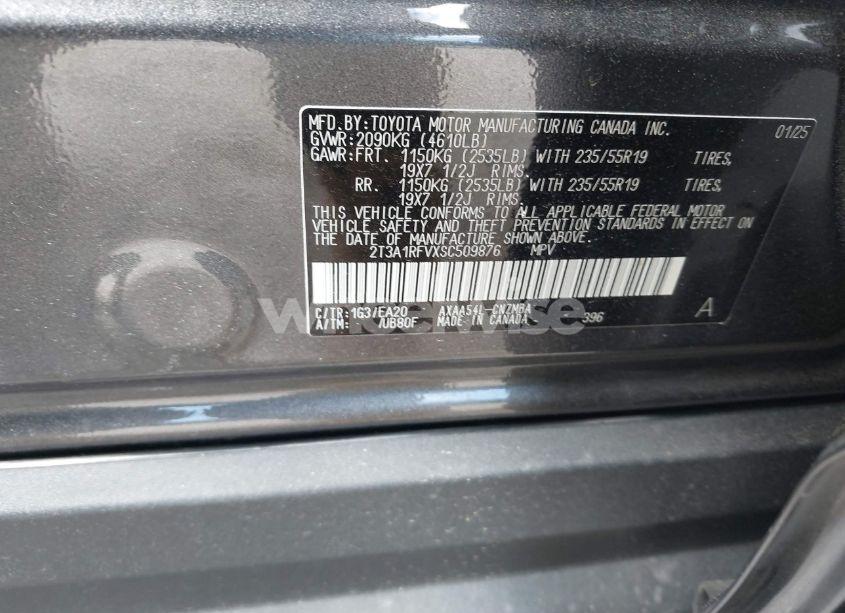 MFD.BY:TOYOTA MOTOR MANUFACTURING CANADA INC. 01/25
GVWR:2090KG (4610LB)
GAWR:FRT. 1150KG (2535LB) WITH 235/55R19 TIRES,
19X7 1/2J RIMS.
RR. 1150KG (2535LB) WITH 235/55R19 TIRES,
19X7 1/2J RIMS.
THIS VEHICLE CONFORMS TO ALL APPLICABLE FEDERAL MOTOR
VEHICLE SAFETY AND THEFT PREVENTION STANDARDS IN EFFECT ON
THE DATE OF MANUFACTURE SHOWN ABOVE.
2T3A1RFVXSC509876 MPV
C/TR:1G3/EA20 AXAA54L-CNZMBA A
A/TM: /UB80F MADE IN CANADA